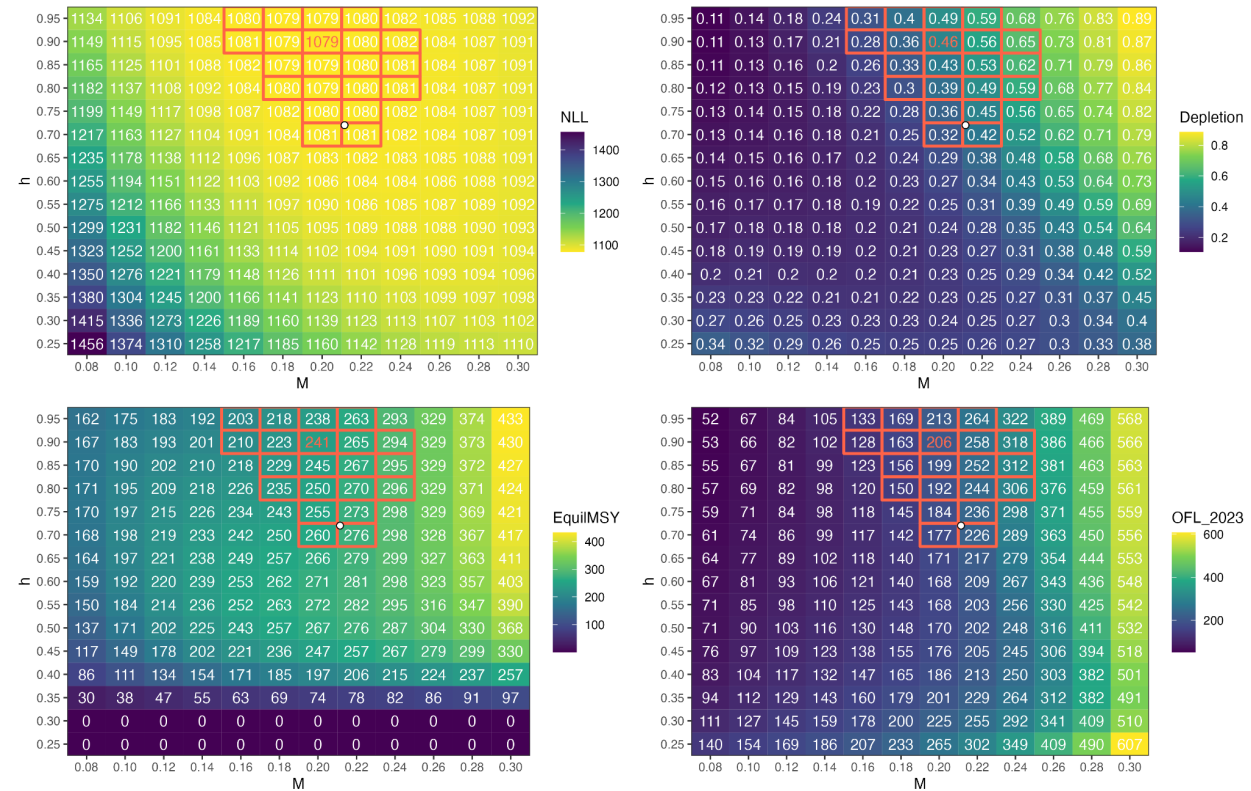 0.95 1134 1106 1091 1084 1080 1079 1079 1080 1082 1085 1088 1092
0.90 1149 1115 1095 1085 1081 1079 1079 1080 1082 1084 1087 1091
0.85 1165 1125 1101 1088 1082 1079 1079 1080 1081 1084 1087 1091
0.80 1182 1137 1108 1092 1084 1080 1079 1080 1081 1084 1087 1091
0.75 1199 1149 1117 1098 1087 1082 1080 1080 1082 1084 1087 1091
0.70 1217 1163 1127 1104 1091 1084 1081 1081 1082 1084 1087 1091
0.65 1235 1178 1138 1112 1096 1087 1083 1082 1083 1085 1088 1091
0.60 1255 1194 1151 1122 1103 1092 1086 1084 1084 1086 1088 1091
0.55 1275 1212 1166 1133 1111 1097 1090 1086 1085 1087 1089 1092
0.50 1299 1231 1182 1146 1121 1105 1095 1089 1088 1088 1090 1093
0.45 1323 1252 1200 1161 1133 1114 1102 1094 1091 1090 1091 1094
0.40 1350 1276 1221 1179 1148 1126 1111 1101 1096 1093 1094 1096
0.35 1380 1304 1245 1200 1166 1141 1123 1110 1103 1099 1097 1098
0.30 1415 1336 1273 1226 1189 1160 1139 1123 1113 1107 1103 1102
0.25 1456 1374 1310 1258 1217 1185 1160 1142 1128 1119 1113 1110
0.08 0.10 0.12 0.14 0.16 0.18 0.20 0.22 0.24 0.26 0.28 0.30
M
h
NLL
1400
1300
1200
1100
0.95 0.11 0.14 0.18 0.24 0.31 0.4 0.49 0.59 0.68 0.76 0.83 0.89
0.90 0.11 0.13 0.17 0.21 0.28 0.36 0.46 0.56 0.65 0.73 0.81 0.87
0.85 0.11 0.13 0.16 0.2 0.26 0.33 0.43 0.53 0.62 0.71 0.79 0.86
0.80 0.12 0.13 0.15 0.19 0.23 0.3 0.39 0.49 0.59 0.68 0.77 0.84
0.75 0.13 0.14 0.15 0.18 0.22 0.28 0.36 0.45 0.56 0.65 0.74 0.82
0.70 0.13 0.14 0.16 0.18 0.21 0.25 0.32 0.42 0.52 0.62 0.71 0.79
0.65 0.14 0.15 0.16 0.17 0.2 0.24 0.29 0.38 0.48 0.58 0.68 0.76
0.60 0.15 0.16 0.16 0.18 0.2 0.23 0.27 0.34 0.43 0.53 0.64 0.73
0.55 0.16 0.17 0.17 0.18 0.19 0.22 0.25 0.31 0.39 0.49 0.59 0.69
0.50 0.17 0.18 0.18 0.18 0.2 0.21 0.24 0.28 0.35 0.43 0.54 0.64
0.45 0.18 0.19 0.19 0.19 0.2 0.21 0.23 0.27 0.31 0.38 0.48 0.59
0.40 0.2 0.21 0.2 0.2 0.2 0.22 0.23 0.25 0.29 0.34 0.42 0.52
0.35 0.23 0.23 0.22 0.21 0.21 0.22 0.23 0.25 0.27 0.31 0.37 0.45
0.30 0.27 0.26 0.25 0.23 0.23 0.23 0.24 0.25 0.27 0.3 0.34 0.4
0.25 0.34 0.32 0.29 0.26 0.25 0.25 0.25 0.26 0.27 0.3 0.33 0.38
0.08 0.10 0.12 0.14 0.16 0.18 0.20 0.22 0.24 0.26 0.28 0.30
M
h
Depletion
0.8
0.6
0.4
0.2
0.95 162 175 183 192 203 218 238 263 293 329 374 433
0.90 167 183 193 201 210 223 241 265 294 329 373 430
0.85 170 190 202 210 218 229 245 267 295 329 372 427
0.80 171 195 209 218 226 235 250 270 296 329 371 424
0.75 170 197 215 226 234 243 255 273 298 329 369 421
0.70 168 198 219 233 242 250 260 276 298 328 367 417
0.65 164 197 221 238 249 257 266 279 298 326 363 411
0.60 159 192 220 239 253 262 271 281 298 323 357 403
0.55 150 184 214 236 252 263 272 282 295 316 347 390
0.50 137 171 202 225 243 257 267 276 287 304 330 368
0.45 117 149 178 202 221 236 247 257 267 279 299 330
0.40 86 111 134 154 171 185 197 206 215 224 237 257
0.35 30 38 47 55 63 69 74 78 82 86 91 97
0.30 0 0 0 0 0 0 0 0 0 0 0 0
0.25 0 0 0 0 0 0 0 0 0 0 0 0
0.08 0.10 0.12 0.14 0.16 0.18 0.20 0.22 0.24 0.26 0.28 0.30
M
h
EquilMSY
400
300
200
100
0.95 52 67 84 105 133 169 213 264 322 389 469 568
0.90 53 66 82 102 128 163 206 258 318 386 466 566
0.85 55 67 81 99 123 156 199 252 312 381 463 563
0.80 57 69 82 98 120 150 192 244 306 376 459 561
0.75 59 71 84 98 118 145 184 236 298 371 455 559
0.70 61 74 86 99 117 142 177 226 289 363 450 556
0.65 64 77 89 102 118 140 171 217 279 354 444 553
0.60 67 81 93 106 121 140 168 209 267 343 436 548
0.55 71 85 98 110 125 143 168 203 256 330 425 542
0.50 71 90 103 116 130 148 170 202 248 316 411 532
0.45 76 97 109 123 138 155 176 205 245 306 394 518
0.40 83 104 117 132 147 165 186 213 250 303 382 501
0.35 94 112 129 143 160 179 201 229 264 312 382 491
0.30 111 127 145 159 178 200 225 255 292 341 409 510
0.25 140 154 169 186 207 233 265 302 349 409 490 607
0.08 0.10 0.12 0.14 0.16 0.18 0.20 0.22 0.24 0.26 0.28 0.30
M
h
OFL_2023
600
400
200